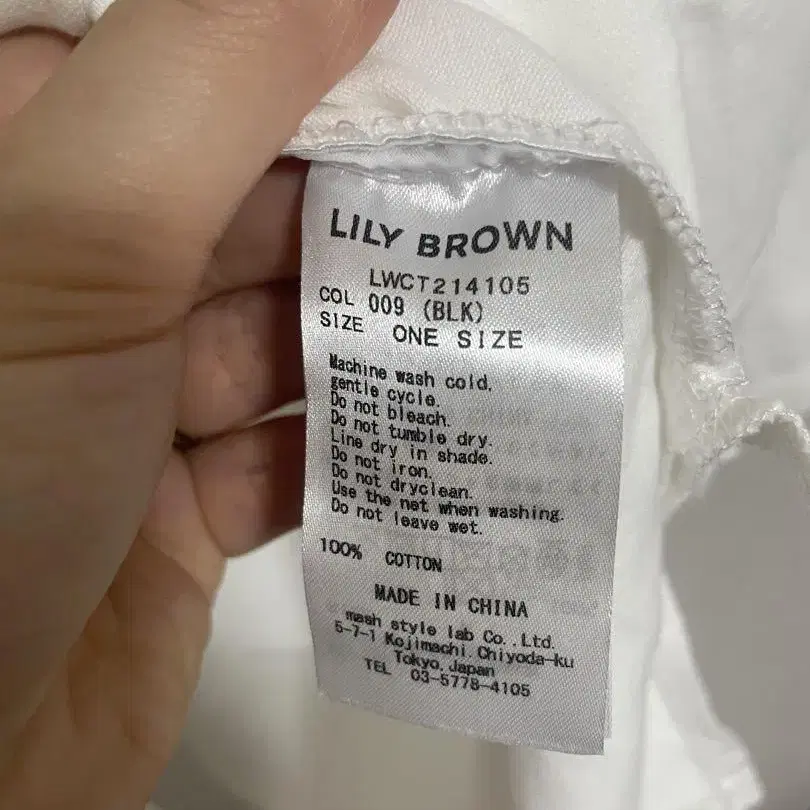 LILY BROWN
LWCT214105
COL 009 (BLK)
SIZE ONE SIZE
Machine wash cold,
gentle cycle.
Do not bleach.
Do not tumble dry.
Line dry in shade.
Do not iron.
Do not dryclean.
Use the net when washing.
Do not leave wet.
100% COTTON
MADE IN CHINA
mash style lab Co.,Ltd.
5-7-1 Kojimachi, Chiyoda-ku
Tokyo, Japan
TEL 03-5778-4105